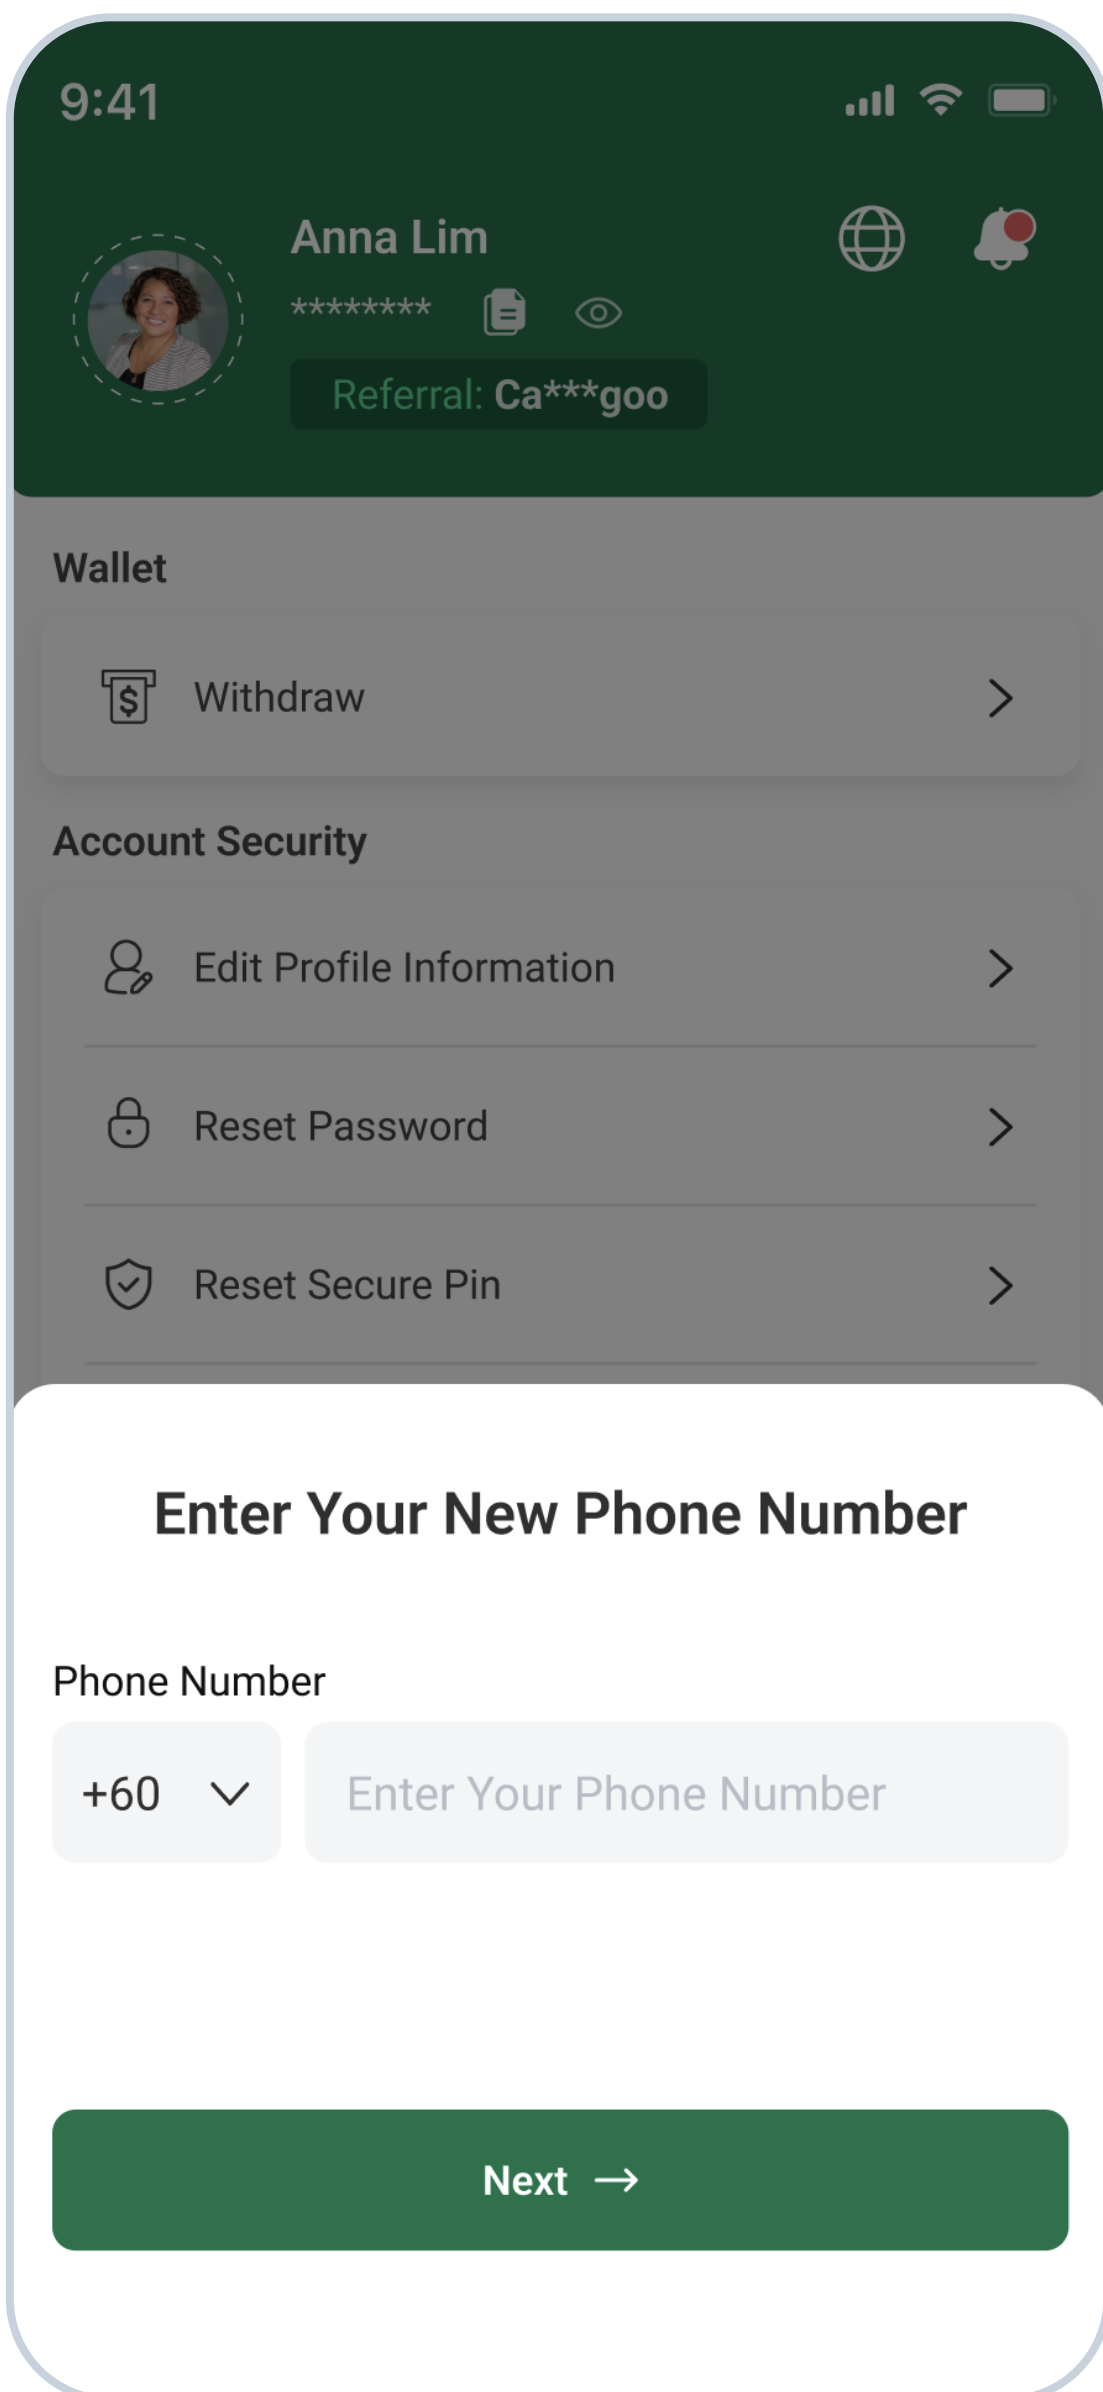 9:41
Anna Lim
********
Referral: Ca***goo
Wallet
$ Withdraw
Account Security
Edit Profile Information
Reset Password
Reset Secure Pin
Enter Your New Phone Number
Phone Number
+60 Enter Your Phone Number
Next →